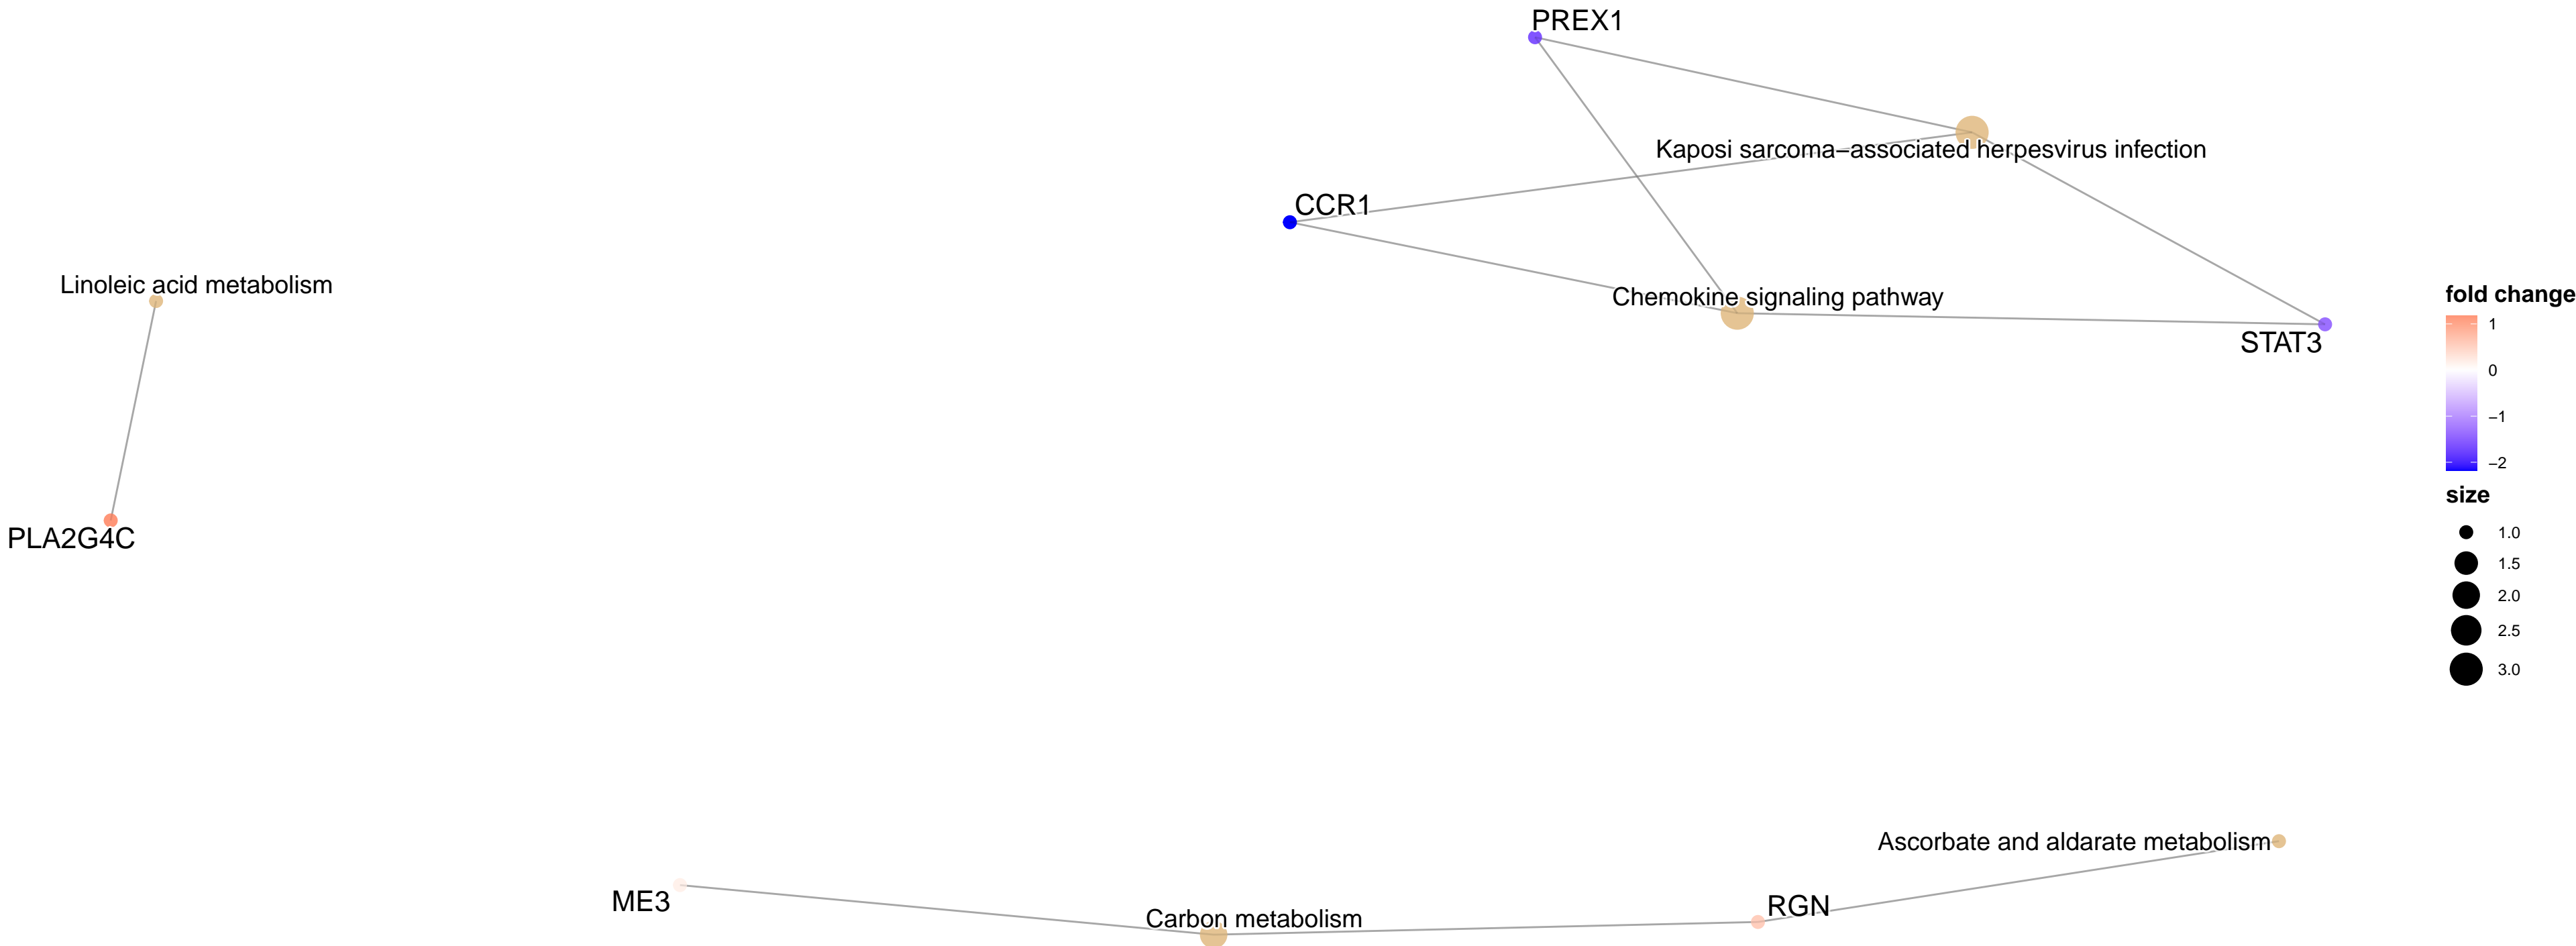 PREX1
Kaposi sarcoma–associated herpesvirus infection
CCR1
Linoleic acid metabolism
Chemokine signaling pathway
STAT3
PLA2G4C
Ascorbate and aldarate metabolism
ME3
Carbon metabolism
RGN
fold change
1
0
–1
–2
size
1.0
1.5
2.0
2.5
3.0